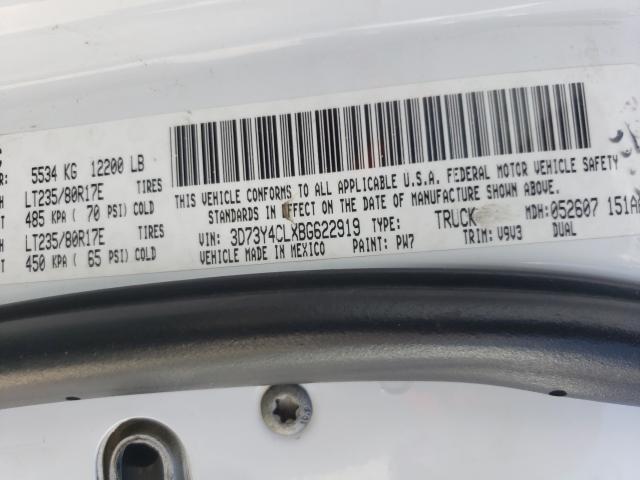 5534 KG 12200 LB
LT235/80R17E TIRES
485 KPA ( 70 PSI) COLD
LT235/80R17E TIRES
450 KPA ( 65 PSI) COLD
THIS VEHICLE CONFORMS TO ALL APPLICABLE U.S.A. FEDERAL MOTOR VEHICLE SAFETY
STANDARDS IN EFFECT ON THE DATE OF MANUFACTURE SHOWN ABOVE.
VIN: 3D73Y4CLXBG622919 TYPE: TRUCK MDH: 052607 151A
VEHICLE MADE IN MEXICO PAINT: PW7 TRIM: V9V3 DUAL